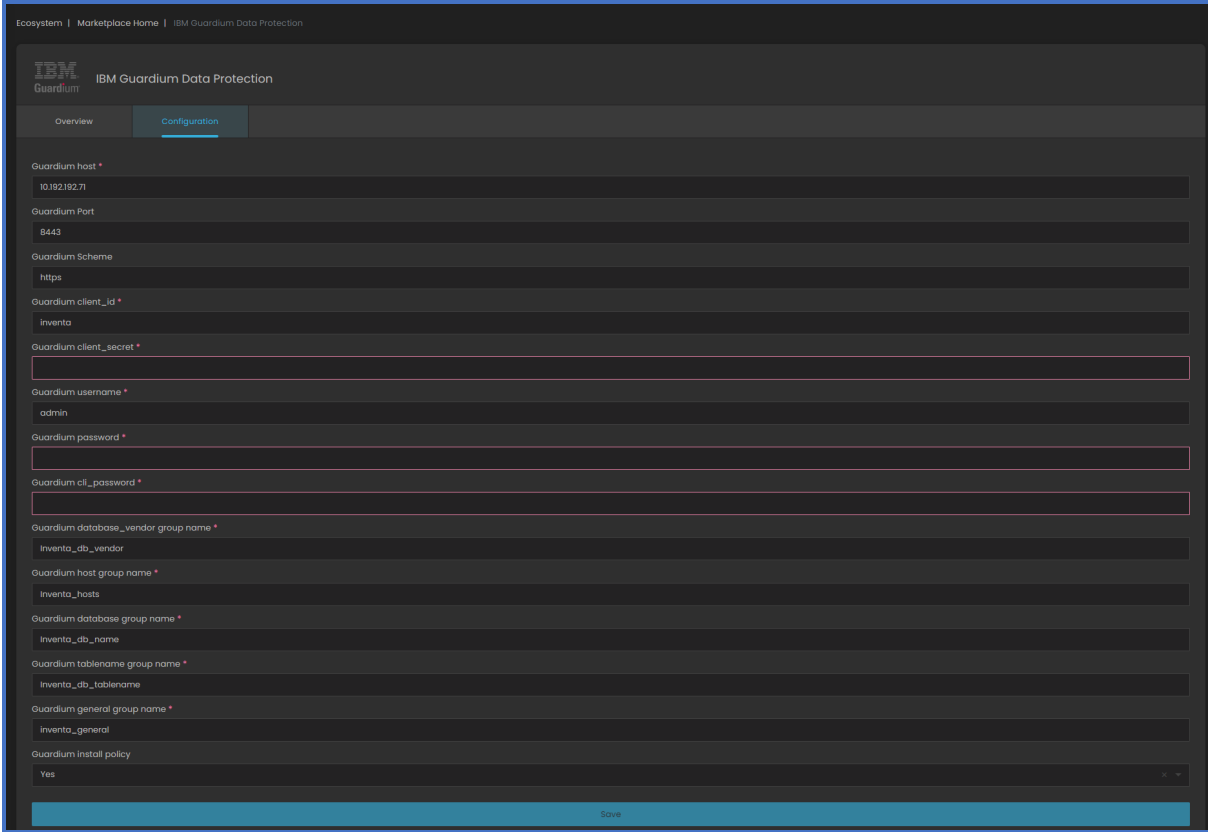 Ecosystem | Marketplace Home | IBM Guardium Data Protection
IBM
Guardium
IBM Guardium Data Protection
Overview Configuration
Guardium host *
10.192.192.71
Guardium Port
8443
Guardium Scheme
https
Guardium client_id *
inventa
Guardium client_secret *
Guardium username *
admin
Guardium password *
Guardium cli_password *
Guardium database_vendor group name *
Inventa_db_vendor
Guardium host group name *
Inventa_hosts
Guardium database group name *
Inventa_db_name
Guardium tablename group name *
Inventa_db_tablename
Guardium general group name *
inventa_general
Guardium install policy
Yes
Save